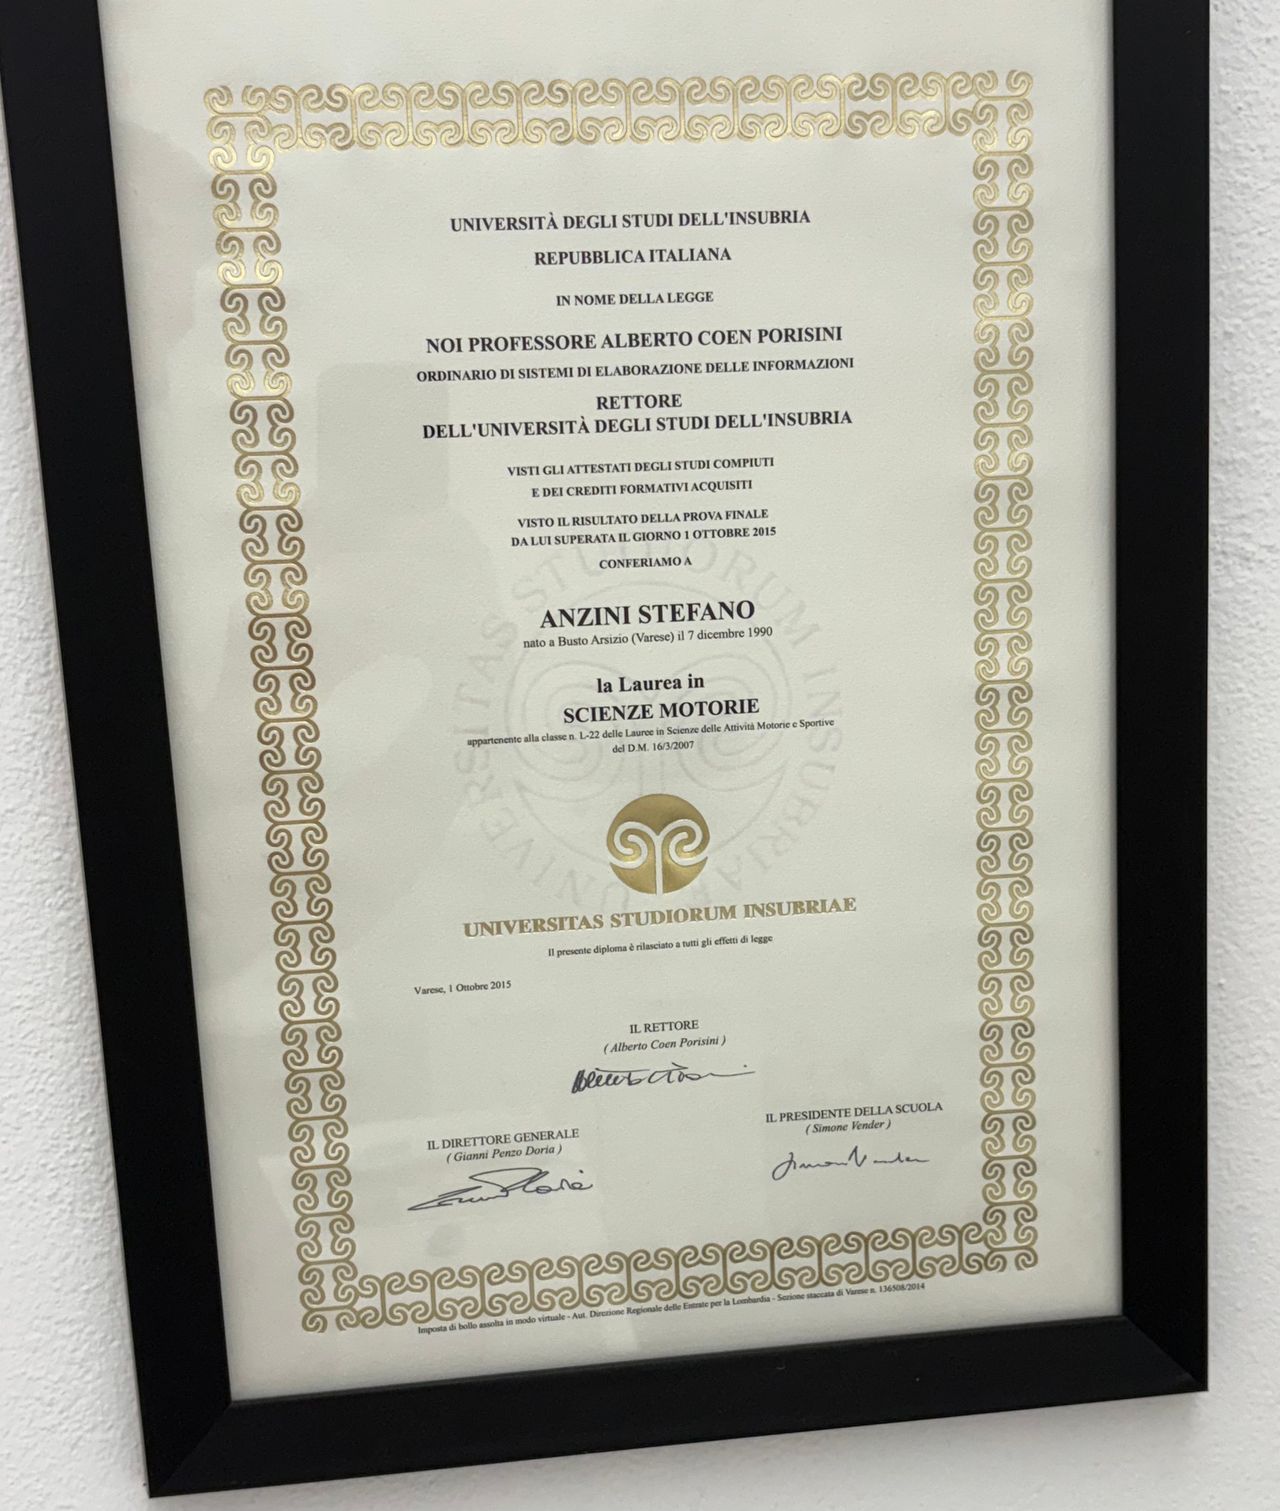 UNIVERSITÀ DEGLI STUDI DELL'INSUBRIA
REPUBBLICA ITALIANA
IN NOME DELLA LEGGE
NOI PROFESSORE ALBERTO COEN PORISINI
ORDINARIO DI SISTEMI DI ELABORAZIONE DELLE INFORMAZIONI
RETTORE
DELL'UNIVERSITÀ DEGLI STUDI DELL'INSUBRIA
VISTI GLI ATTESTATI DEGLI STUDI COMPIUTI
E DEI CREDITI FORMATIVI ACQUISITI
VISTO IL RISULTATO DELLA PROVA FINALE
DA LUI SUPERATA IL GIORNO 1 OTTOBRE 2015
CONFERIAMO A
ANZINI STEFANO
nato a Busto Arsizio (Varese) il 7 dicembre 1990
la Laurea in
SCIENZE MOTORIE
appartenente alla classe n. L-22 delle Lauree in Scienze delle Attività Motorie e Sportive
del D.M. 16/3/2007
UNIVERSITAS STUDIORUM INSUBRIAE
UNIVERSITAS STUDIORUM INSUBRIAE
Il presente diploma è rilasciato a tutti gli effetti di legge
Varese, 1 Ottobre 2015
IL RETTORE
( Alberto Coen Porisini )
IL DIRETTORE GENERALE
( Gianni Penzo Doria )
IL PRESIDENTE DELLA SCUOLA
( Simone Vender )
Simone Vender
Imposta di bollo assolta in modo virtuale - Aut. Direzione Regionale delle Entrate per la Lombardia - Sezione staccata di Varese n. 136508/2014